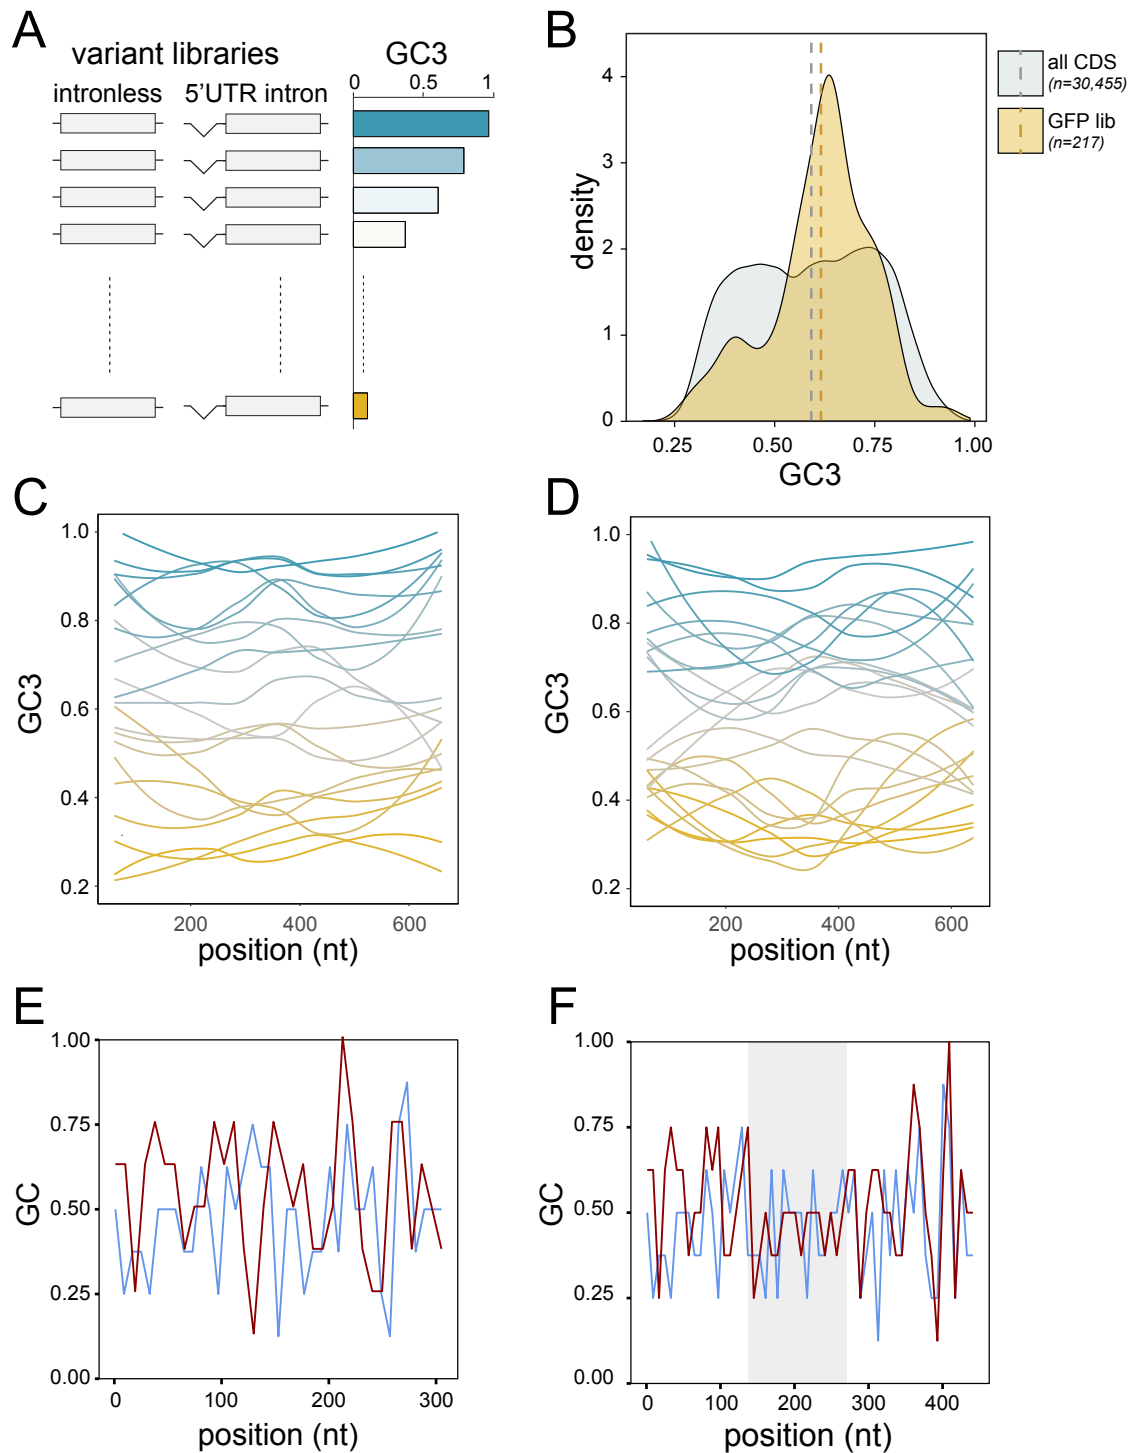 A
variant libraries
GC3
intronless
5'UTR intron
0
0.5
1
B
4
3
2
1
0
density
0.25
0.50
0.75
1.00
GC3
all CDS
(n=30,455)
GFP lib
(n=217)
C
1.0
0.8
0.6
0.4
0.2
GC3
200
400
600
position (nt)
D
1.0
0.8
0.6
0.4
0.2
GC3
200
400
600
position (nt)
E
1.00
0.75
0.50
0.25
0.00
GC
0
100
200
300
position (nt)
F
1.00
0.75
0.50
0.25
0.00
GC
0
100
200
300
400
position (nt)